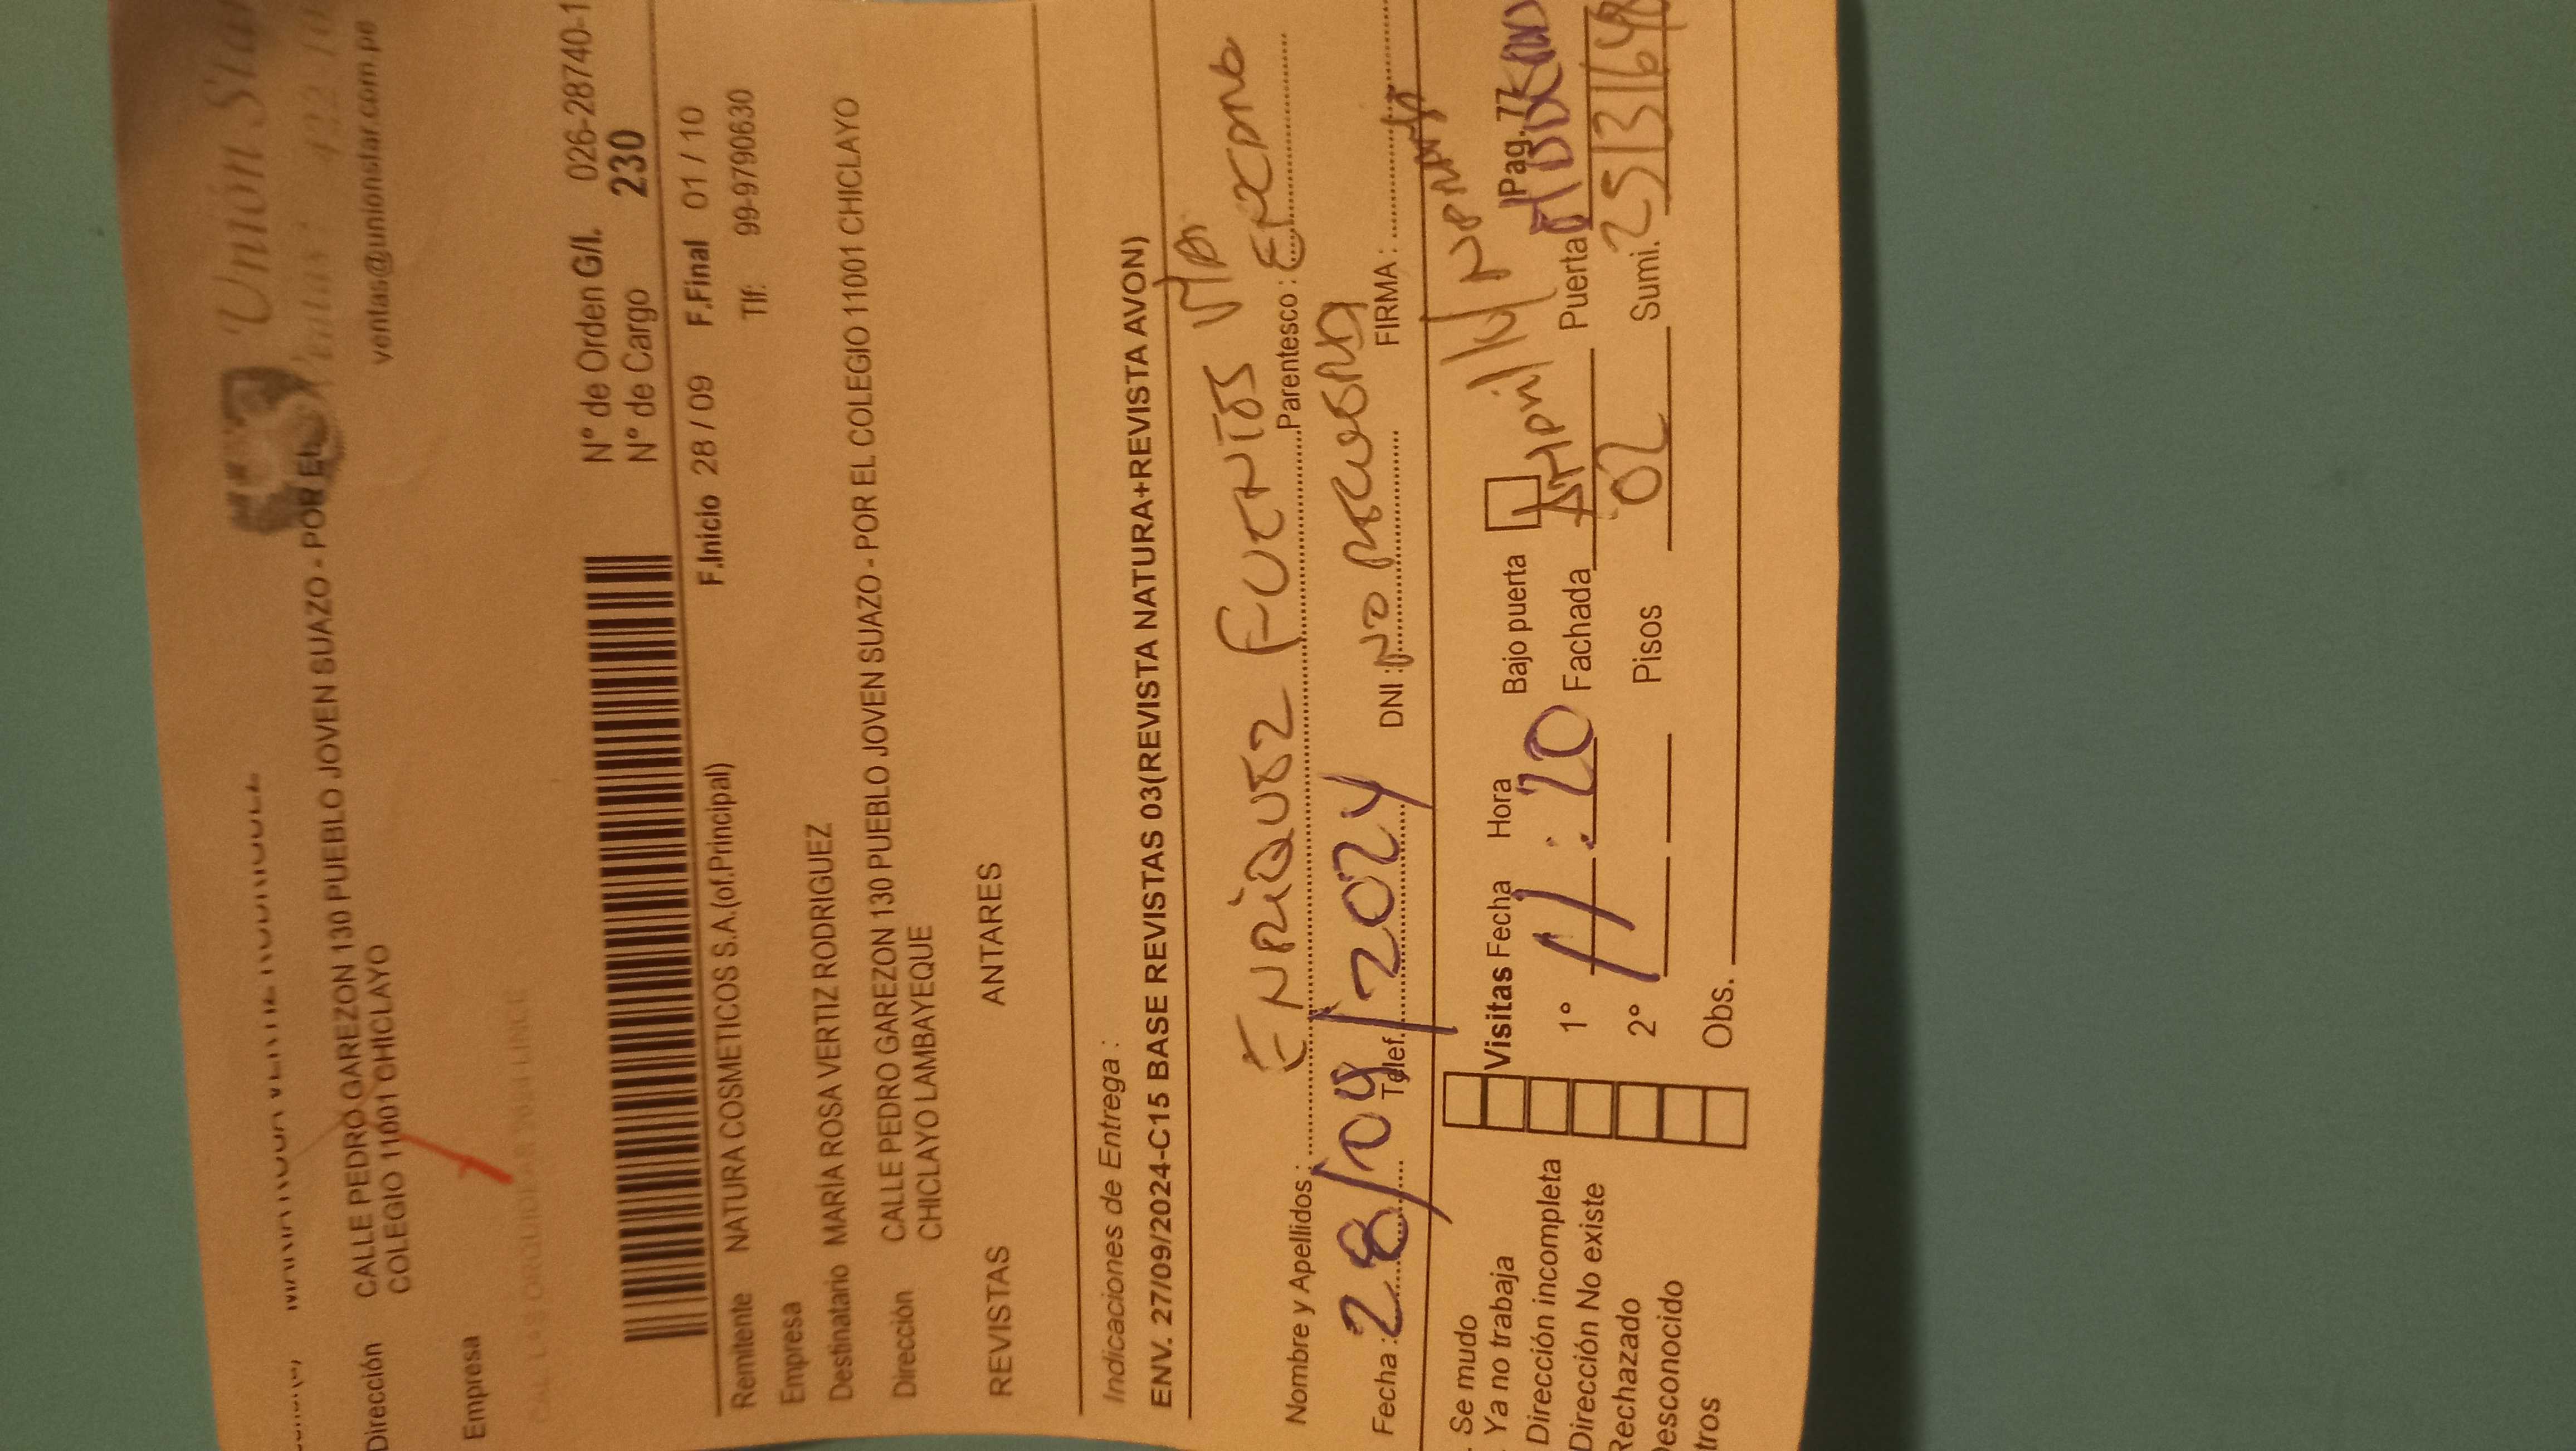 Unión Star
ventas@unionstar.com.pe
Dirección CALLE PEDRO GAREZON 130 PUEBLO JOVEN SUAZO - POR EL
COLEGIO 11001 CHICLAYO
Empresa
N° de Orden G/I. 026-28740-1
N° de Cargo 230
F.Inicio 28 / 09 F.Final 01 / 10
Remitente NATURA COSMETICOS S.A.(of.Principal) Tlf: 99-9790630
Empresa
Destinatario MARIA ROSA VERTIZ RODRIGUEZ
Dirección CALLE PEDRO GAREZON 130 PUEBLO JOVEN SUAZO - POR EL COLEGIO 11001 CHICLAYO
CHICLAYO LAMBAYEQUE
REVISTAS ANTARES
Indicaciones de Entrega :
ENV. 27/09/2024-C15 BASE REVISTAS 03(REVISTA NATURA+REVISTA AVON)
Nombre y Apellidos : ENRiQUEZ FUENTES Parentesco :
Fecha : 28/09/2024 Telef. DNI : NO RECUERDA FIRMA :
Se mudo
Ya no trabaja Visitas Fecha Hora Bajo puerta Pag. 77
Dirección incompleta 1° 11:20 Fachada Puerta
Dirección No existe
Rechazado 2° Pisos 02 Sumi.
Desconocido Obs.
tros